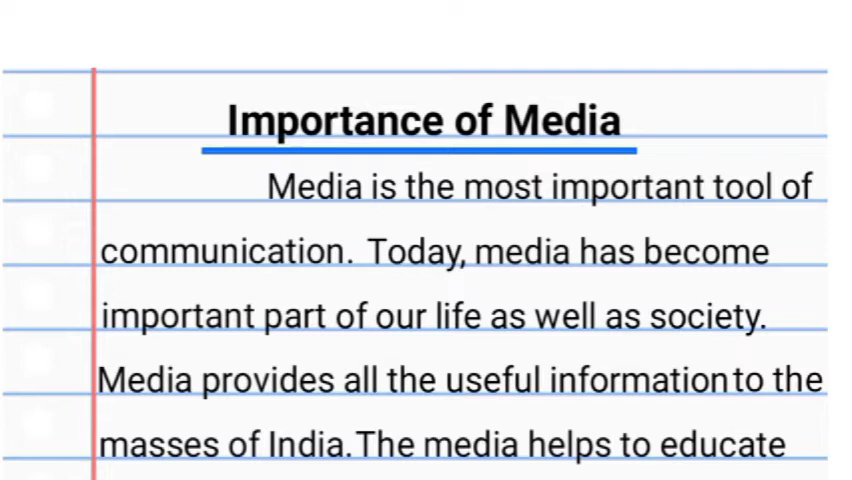 Importance of Media
Media is the most important tool of
communication. Today, media has become
important part of our life as well as society.
Media provides all the useful information to the
masses of India. The media helps to educate